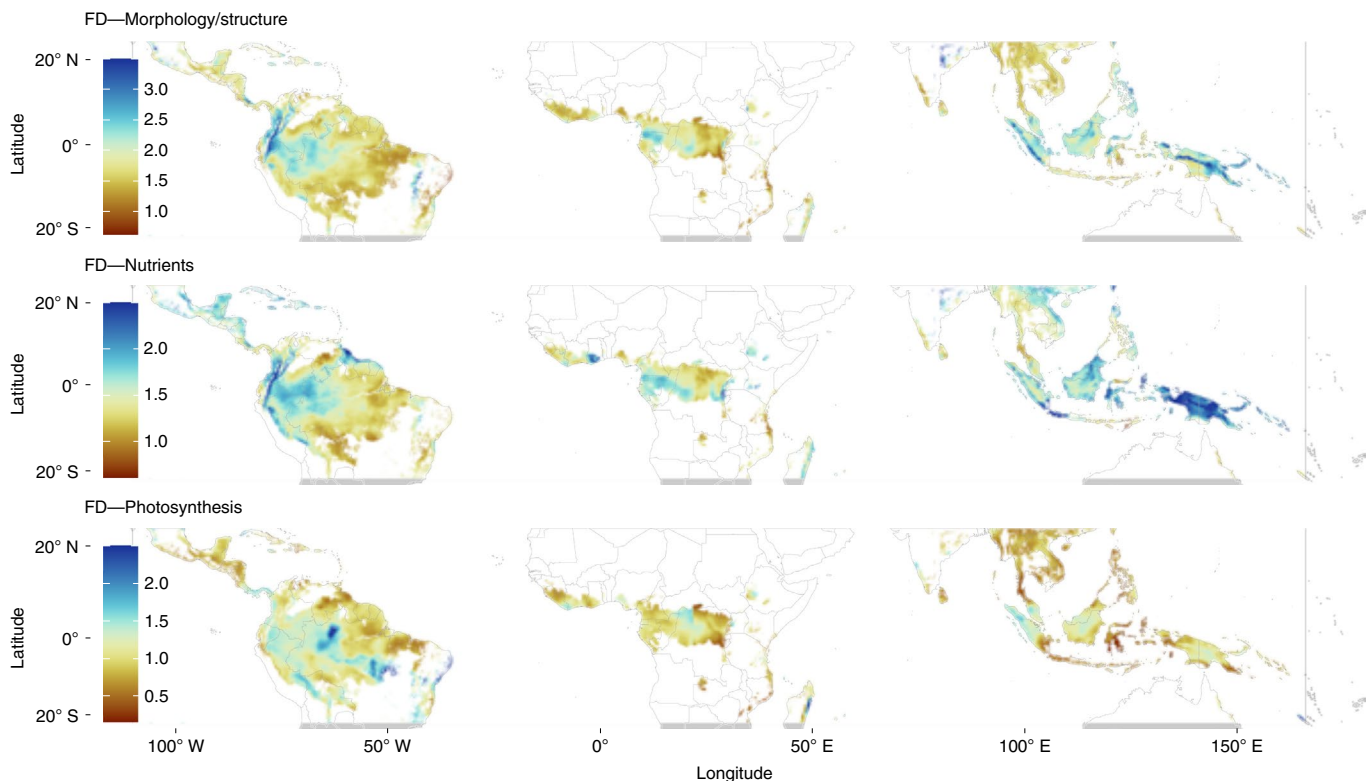 FD—Morphology/structure
20° N
3.0
2.5
Latitude
0°
2.0
1.5
1.0
20° S
FD—Nutrients
20° N
2.0
Latitude
0°
1.5
1.0
20° S
FD—Photosynthesis
20° N
2.0
1.5
Latitude
0°
1.0
0.5
20° S
100° W
50° W
0°
50° E
100° E
150° E
Longitude